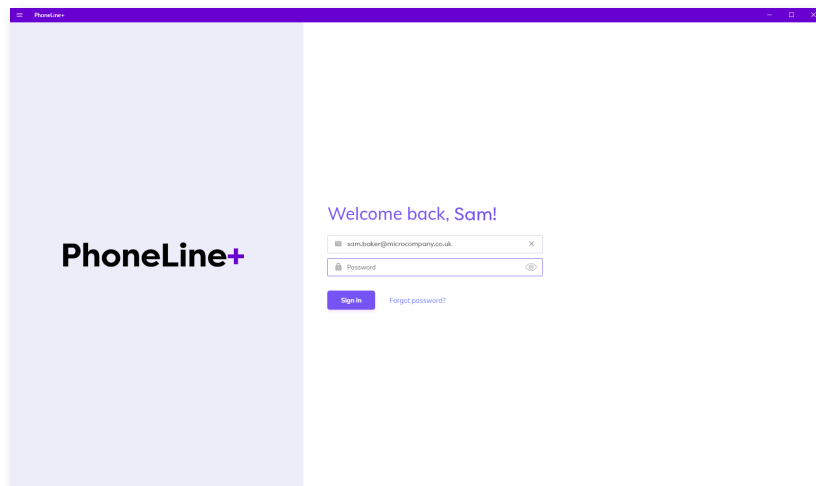 PhoneLine+
PhoneLine+
Welcome back, Sam!
sam.baker@microcompany.co.uk
Password
Sign In
Forgot password?